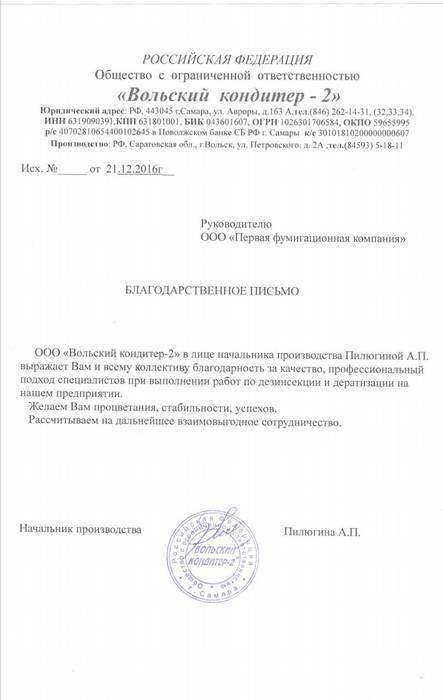 РОССИЙСКАЯ ФЕДЕРАЦИЯ
Общество с ограниченной ответственностью
«Вольский кондитер - 2»
Юридический адрес: РФ, 443045 г.Самара, ул. Авроры, д.163 А,тел.(846) 262-14-31, (32,33,34).
ИНН 6319090391,КПП 631801001, БИК 043601607, ОГРН 1026301706584, ОКПО 59655995
р/с 40702810654400102645 в Поволжском банке СБ РФ г. Самары к/с 30101810200000000607
Производство: РФ, Саратовская обл., г.Вольск, ул. Петровского, д. 2А ,тел.(84593) 5-18-11
Исх. №_____ от 21.12.2016г__
Руководителю
ООО «Первая фумигационная компания»
БЛАГОДАРСТВЕННОЕ ПИСЬМО
ООО «Вольский кондитер-2» в лице начальника производства Пилюгиной А.П.
выражает Вам и всему коллективу благодарность за качество, профессиональный
подход специалистов при выполнении работ по дезинсекции и дератизации на
нашем предприятии.
Желаем Вам процветания, стабильности, успехов.
Рассчитываем на дальнейшее взаимовыгодное сотрудничество.
Начальник производства
Пилюгина А.П.
Российская Федерация
ВОЛЬСКИЙ
КОНДИТЕР-2
г. Самара